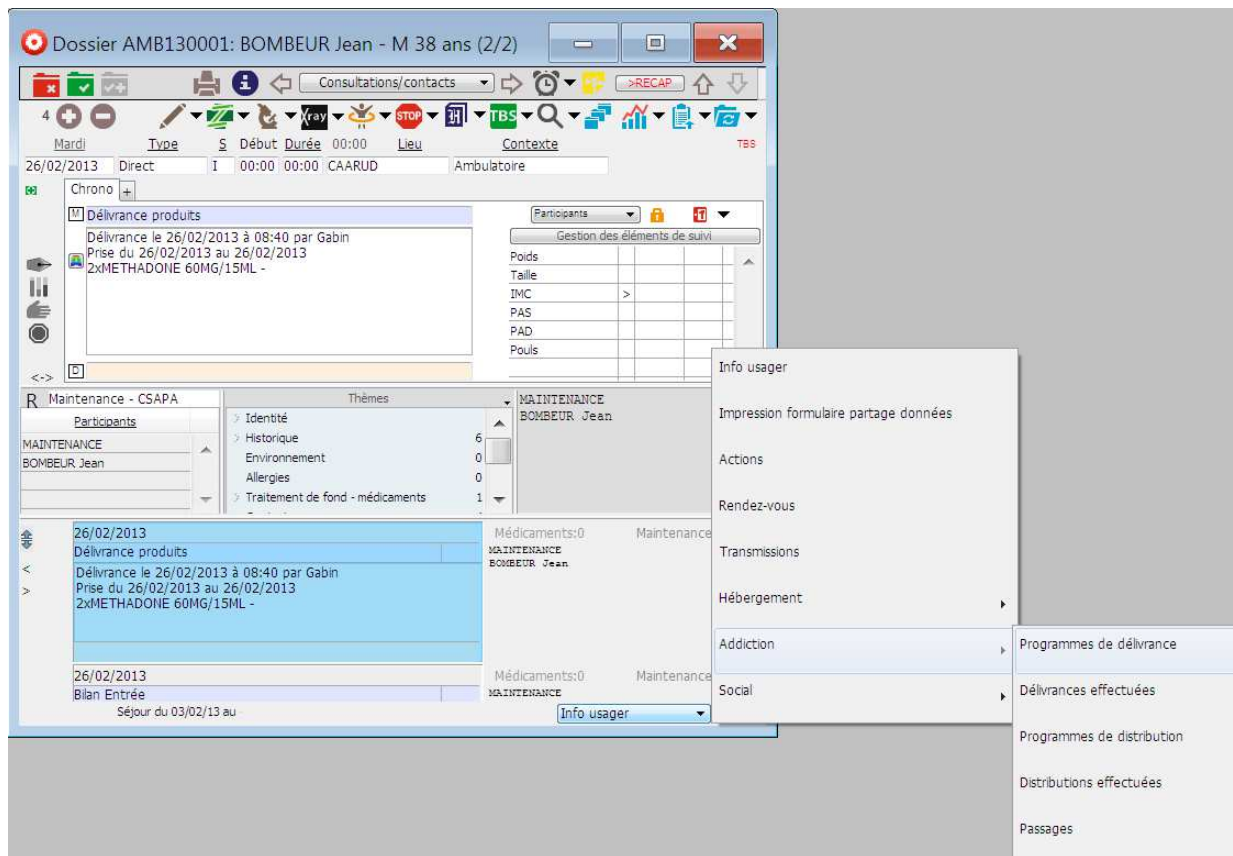 Dossier AMB130001: BOMBEUR Jean - M 38 ans (2/2)
Consultations/contacts
>RECAP
4
Xray
STOP
H
TBS
Mardi Type S Début Durée 00:00 Lieu Contexte TBS
26/02/2013 Direct I 00:00 00:00 CAARUD Ambulatoire
Chrono +
M Délivrance produits
Participants
Délivrance le 26/02/2013 à 08:40 par Gabin
Prise du 26/02/2013 au 26/02/2013
2xMETHADONE 60MG/15ML -
Gestion des éléments de suivi
Poids
Taille
IMC >
PAS
PAD
Pouls
<-> D
R Maintenance - CSAPA
Participants
MAINTENANCE
BOMBEUR Jean
Thèmes
> Identité
> Historique 6
Environnement 0
Allergies 0
> Traitement de fond - médicaments 1
MAINTENANCE
BOMBEUR Jean
26/02/2013 Médicaments:0 Maintenance
Délivrance produits MAINTENANCE
BOMBEUR Jean
<
>
Délivrance le 26/02/2013 à 08:40 par Gabin
Prise du 26/02/2013 au 26/02/2013
2xMETHADONE 60MG/15ML -
26/02/2013 Médicaments:0 Maintenance
Bilan Entrée MAINTENANCE
Séjour du 03/02/13 au
Info usager
Info usager
Impression formulaire partage données
Actions
Rendez-vous
Transmissions
Hébergement
Addiction
Social
Programmes de délivrance
Délivrances effectuées
Programmes de distribution
Distributions effectuées
Passages